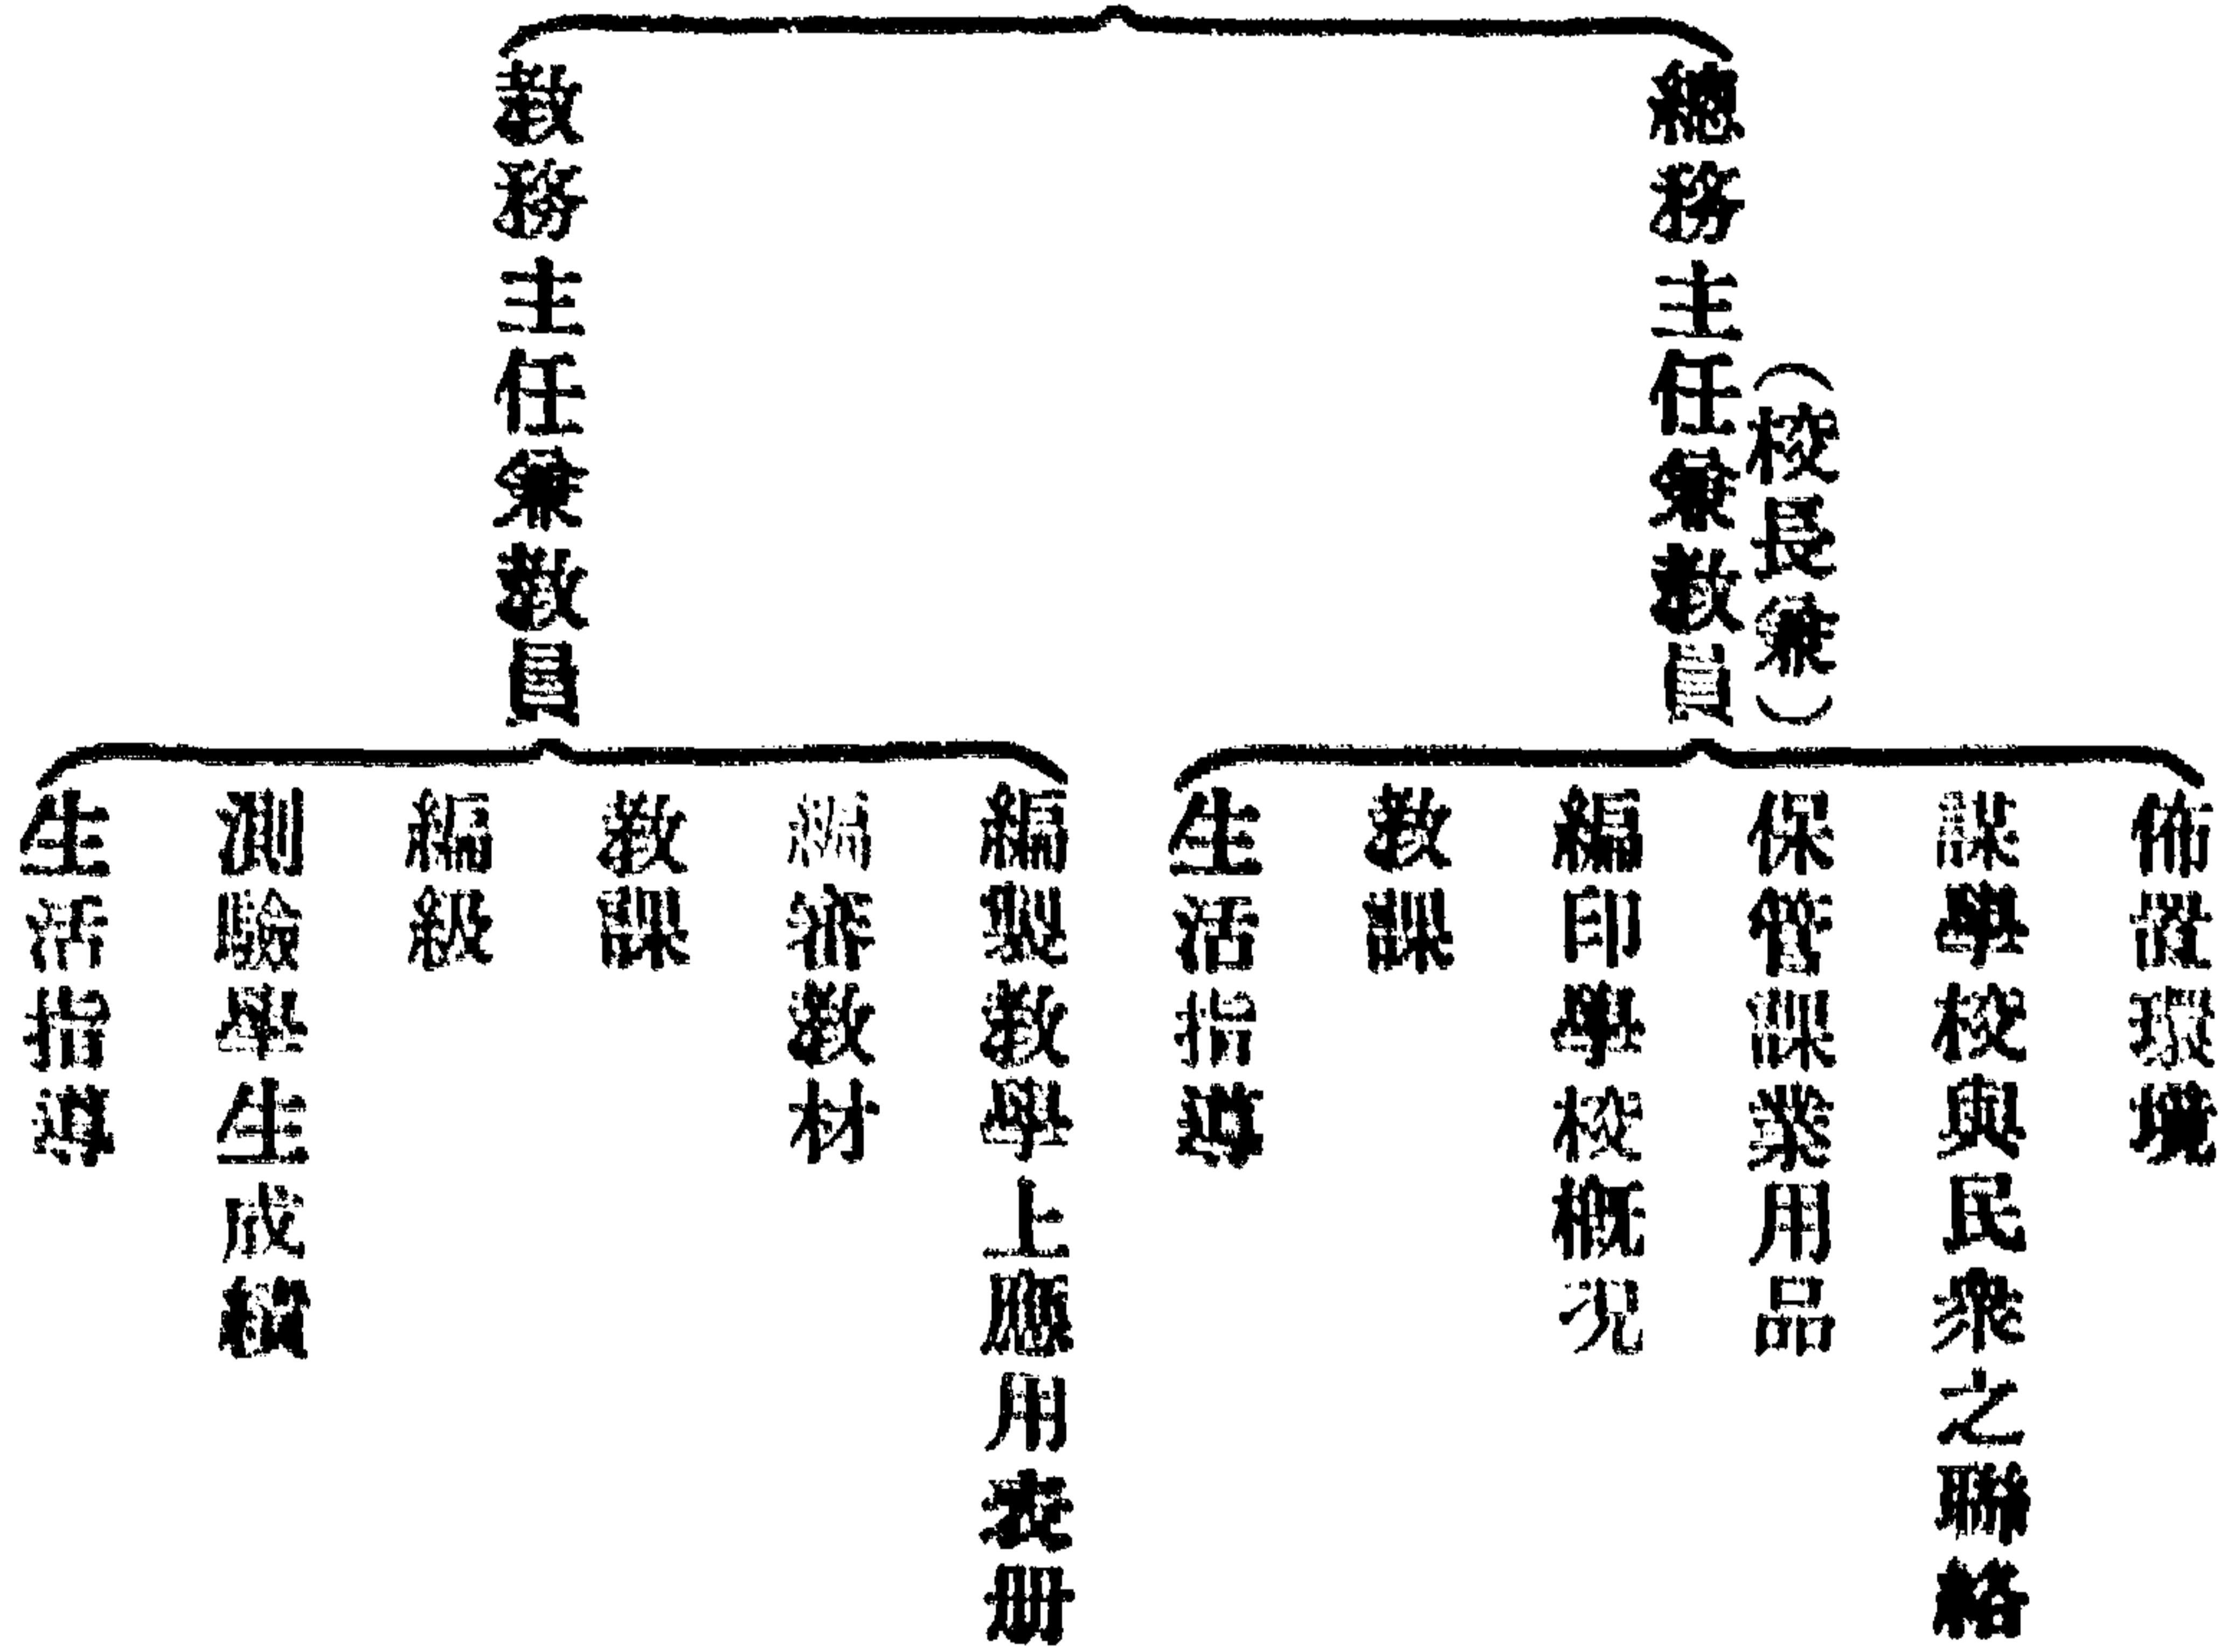 總務主任兼教員
(校長兼)
佈置環境
謀學校與民衆之聯絡
保管課業用品
編印學校概況
教課
生活指導
教務主任兼教員
編製教學上應用表册
編添教材
教課
編級
測驗學生成積
生活指導